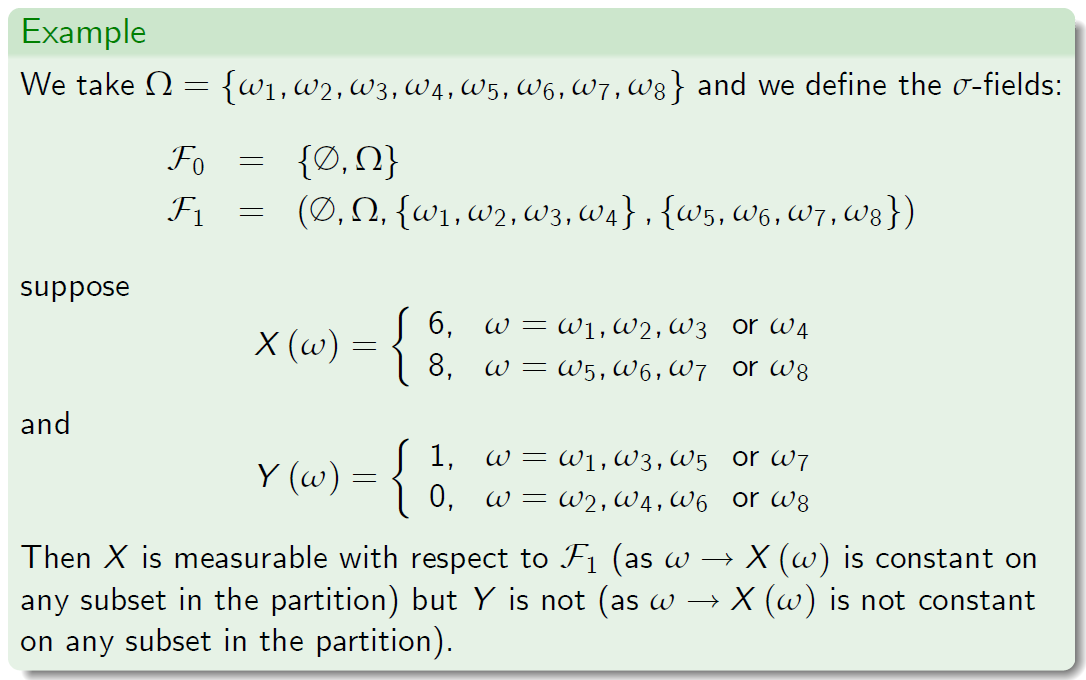 Example
We take Ω = {ω₁, ω₂, ω₃, ω₄, ω₅, ω₆, ω₇, ω₈} and we define the σ-fields:
ℱ₀ = {∅, Ω}
ℱ₁ = (∅, Ω, {ω₁, ω₂, ω₃, ω₄} , {ω₅, ω₆, ω₇, ω₈})
suppose
X (ω) = { 6, ω = ω₁, ω₂, ω₃ or ω₄
8, ω = ω₅, ω₆, ω₇ or ω₈
and
Y (ω) = { 1, ω = ω₁, ω₃, ω₅ or ω₇
0, ω = ω₂, ω₄, ω₆ or ω₈
Then X is measurable with respect to ℱ₁ (as ω → X (ω) is constant on
any subset in the partition) but Y is not (as ω → X (ω) is not constant
on any subset in the partition).